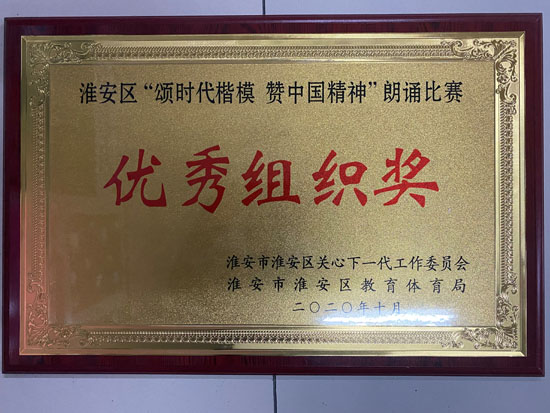 淮安区“颂时代楷模 赞中国精神”朗诵比赛
优秀组织奖
淮安市淮安区关心下一代工作委员会
淮安市淮安区教育体育局
二〇二〇年十月